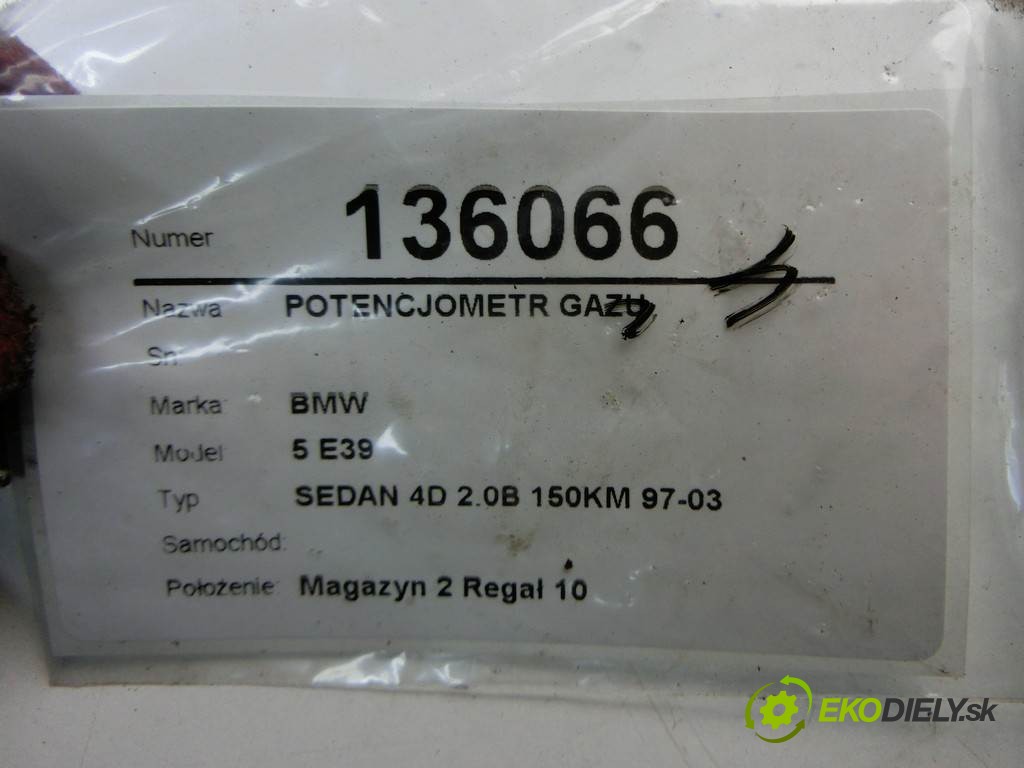 Numer 136066
Nazwa POTENCJOMETR GAZU
Sn
Marka: BMW
Model 5 E39
Typ SEDAN 4D 2.0B 150KM 97-03
Samochód:
Położenie: Magazyn 2 Regał 10
EKODIELY.sk